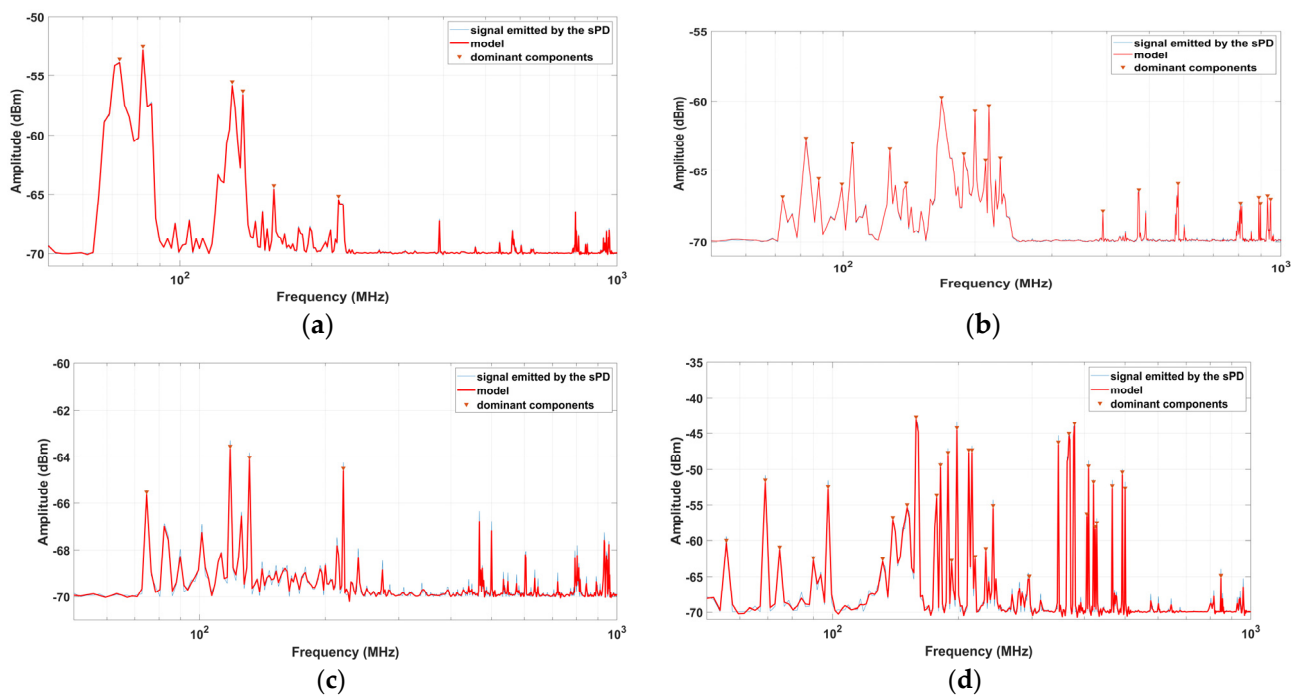 -50
-55
-60
-65
-70
Amplitude (dBm)
signal emitted by the sPD
model
dominant components
10²
10³
Frequency (MHz)
(a)
-55
-60
-65
-70
Amplitude (dBm)
signal emitted by the sPD
model
dominant components
10²
10³
Frequency (MHz)
(b)
-60
-62
-64
-66
-68
-70
Amplitude (dBm)
signal emitted by the sPD
model
dominant components
10²
10³
Frequency (MHz)
(c)
-35
-40
-45
-50
-55
-60
-65
-70
Amplitude (dBm)
signal emitted by the sPD
model
dominant components
10²
10³
Frequency (MHz)
(d)